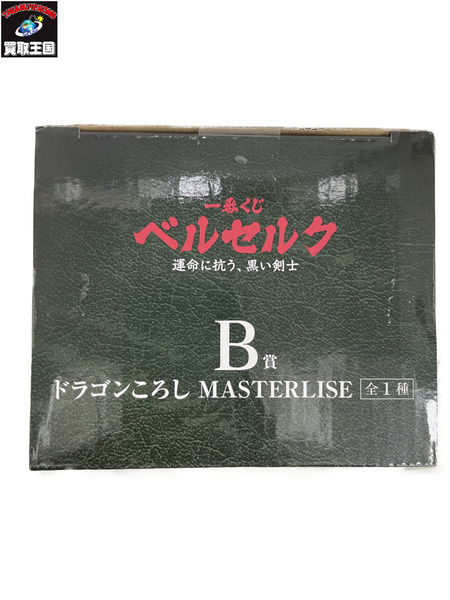 買取王国
一番くじ
ベルセルク
運命に抗う、黒い剣士
B賞
ドラゴンころし MASTERLISE 全1種